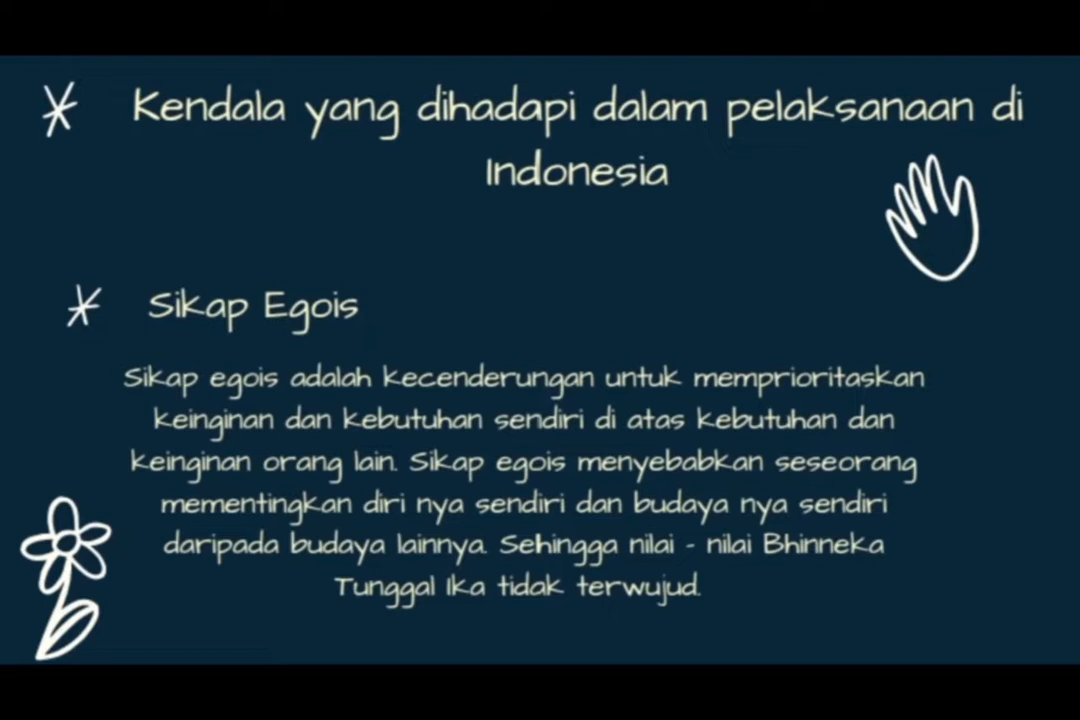 Kendala yang dihadapi dalam pelaksanaan di
Indonesia
Sikap Egois
Sikap egois adalah kecenderungan untuk memprioritaskan
keinginan dan kebutuhan sendiri di atas kebutuhan dan
keinginan orang lain. Sikap egois menyebabkan seseorang
mementingkan diri nya sendiri dan budaya nya sendiri
daripada budaya lainnya. Sehingga nilai - nilai Bhinneka
Tunggal Ika tidak terwujud.